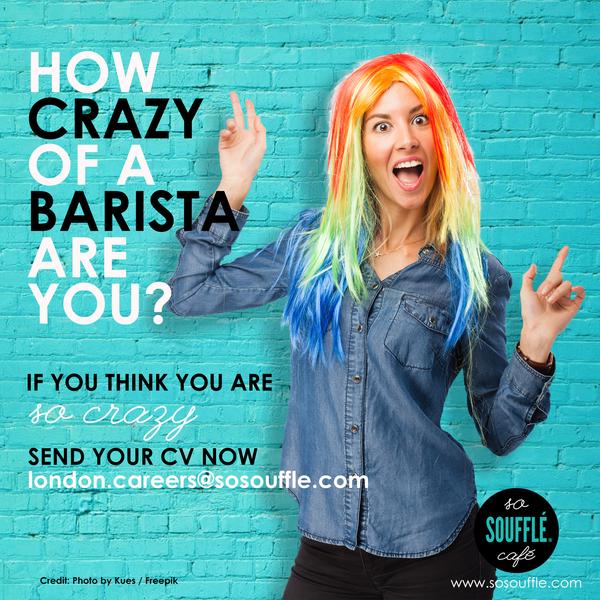 HOW
CRAZY
OF A
BARISTA
ARE
YOU?
IF YOU THINK YOU ARE
so crazy
SEND YOUR CV NOW
london.careers@sosouffle.com
so
SOUFFLÉ®
café
Credit: Photo by Kues / Freepik
www.sosouffle.com